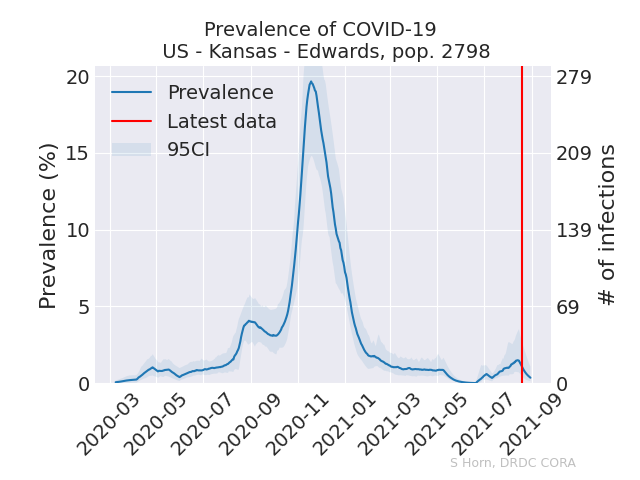 Prevalence of COVID-19
US - Kansas - Edwards, pop. 2798
Prevalence
Latest data
95CI
Prevalence (%)
20
15
10
5
0
# of infections
279
209
139
69
0
2020-03
2020-05
2020-07
2020-09
2020-11
2021-01
2021-03
2021-05
2021-07
2021-09
S Horn, DRDC CORA